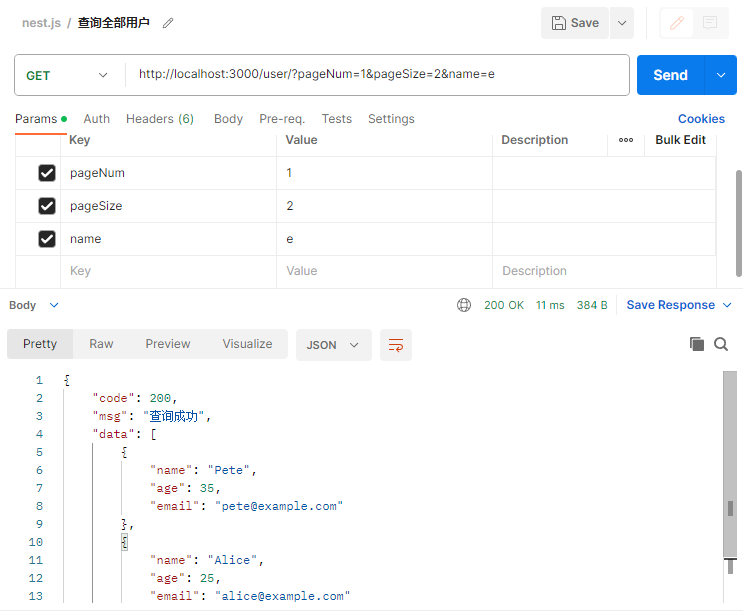 nest.js / 查询全部用户
Save
GET http://localhost:3000/user/?pageNum=1&pageSize=2&name=e Send
Params Auth Headers (6) Body Pre-req. Tests Settings Cookies
Key Value Description Bulk Edit
pageNum 1
pageSize 2
name e
Key Value Description
Body 200 OK 11 ms 384 B Save Response
Pretty Raw Preview Visualize JSON
1 {
2 "code": 200,
3 "msg": "查询成功",
4 "data": [
5 {
6 "name": "Pete",
7 "age": 35,
8 "email": "pete@example.com"
9 },
10 {
11 "name": "Alice",
12 "age": 25,
13 "email": "alice@example.com"